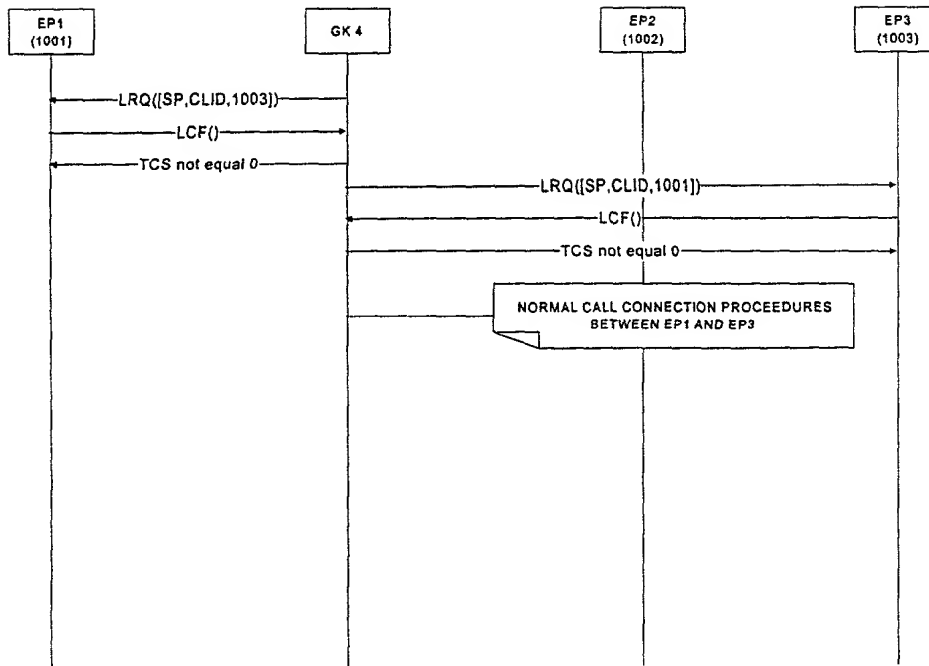 EP1
(1001)
GK 4
EP2
(1002)
EP3
(1003)
LRQ([SP,CLID,1003])
LCF()
TCS not equal 0
LRQ([SP,CLID,1001])
LCF()
TCS not equal 0
NORMAL CALL CONNECTION PROCEEDURES
BETWEEN EP1 AND EP3